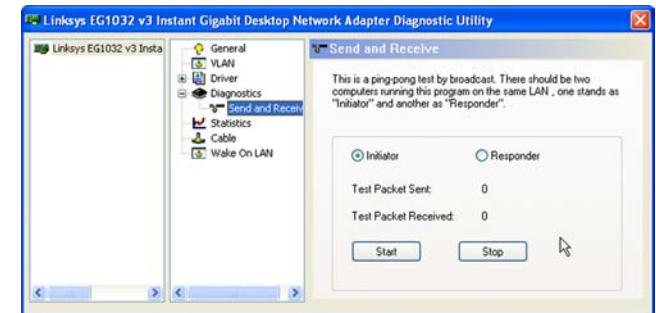 Linksys EG1032 v3 Instant Gigabit Desktop Network Adapter Diagnostic Utility
Linksys EG1032 v3 Insta
General
VLAN
Driver
Diagnostics
Send and Receiv
Statistics
Cable
Wake On LAN
Send and Receive
This is a ping-pong test by broadcast. There should be two
computers running this program on the same LAN , one stands as
"Initiator" and another as "Responder".
Initiator Responder
Test Packet Sent: 0
Test Packet Received: 0
Start Stop